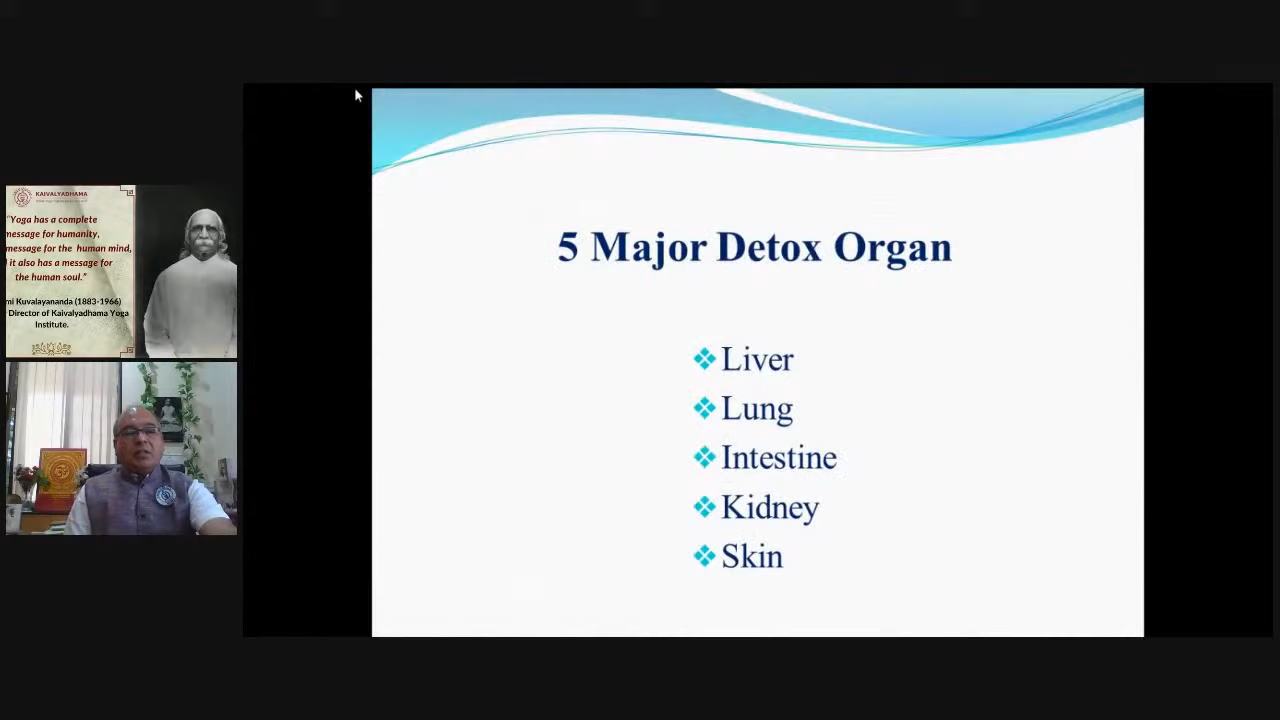 KAIVALYADHAMA
"Yoga has a complete
message for humanity,
message for the human mind,
it also has a message for
the human soul."
mi Kuvalayananda (1883-1966)
Director of Kaivalyadhama Yoga
Institute.
5 Major Detox Organ
Liver
Lung
Intestine
Kidney
Skin